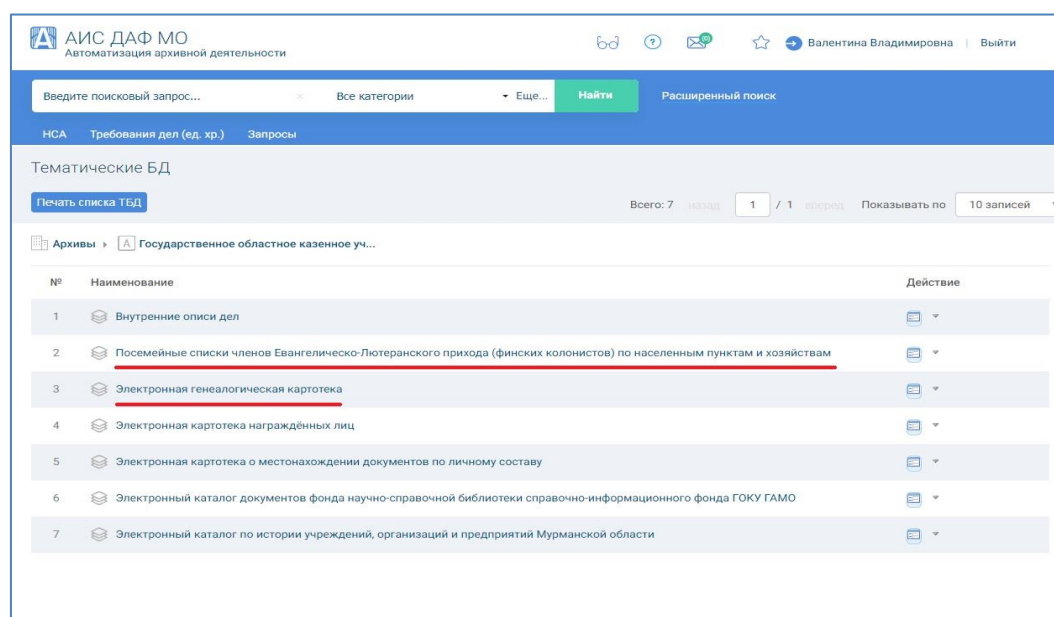 АИС ДАФ МО
Автоматизация архивной деятельности
(0)
Валентина Владимировна | Выйти
Введите поисковый запрос...
Все категории
Еще...
Найти
Расширенный поиск
НСА Требования дел (ед. хр.) Запросы
Тематические БД
Печать списка ТБД
Всего: 7 назад 1 / 1 вперед Показывать по 10 записей
Архивы Государственное областное казенное уч...
№ Наименование Действие
1 Внутренние описи дел
2 Посемейные списки членов Евангелическо-Лютеранского прихода (финских колонистов) по населенным пунктам и хозяйствам
3 Электронная генеалогическая картотека
4 Электронная картотека награждённых лиц
5 Электронная картотека о местонахождении документов по личному составу
6 Электронный каталог документов фонда научно-справочной библиотеки справочно-информационного фонда ГОКУ ГАМО
7 Электронный каталог по истории учреждений, организаций и предприятий Мурманской области